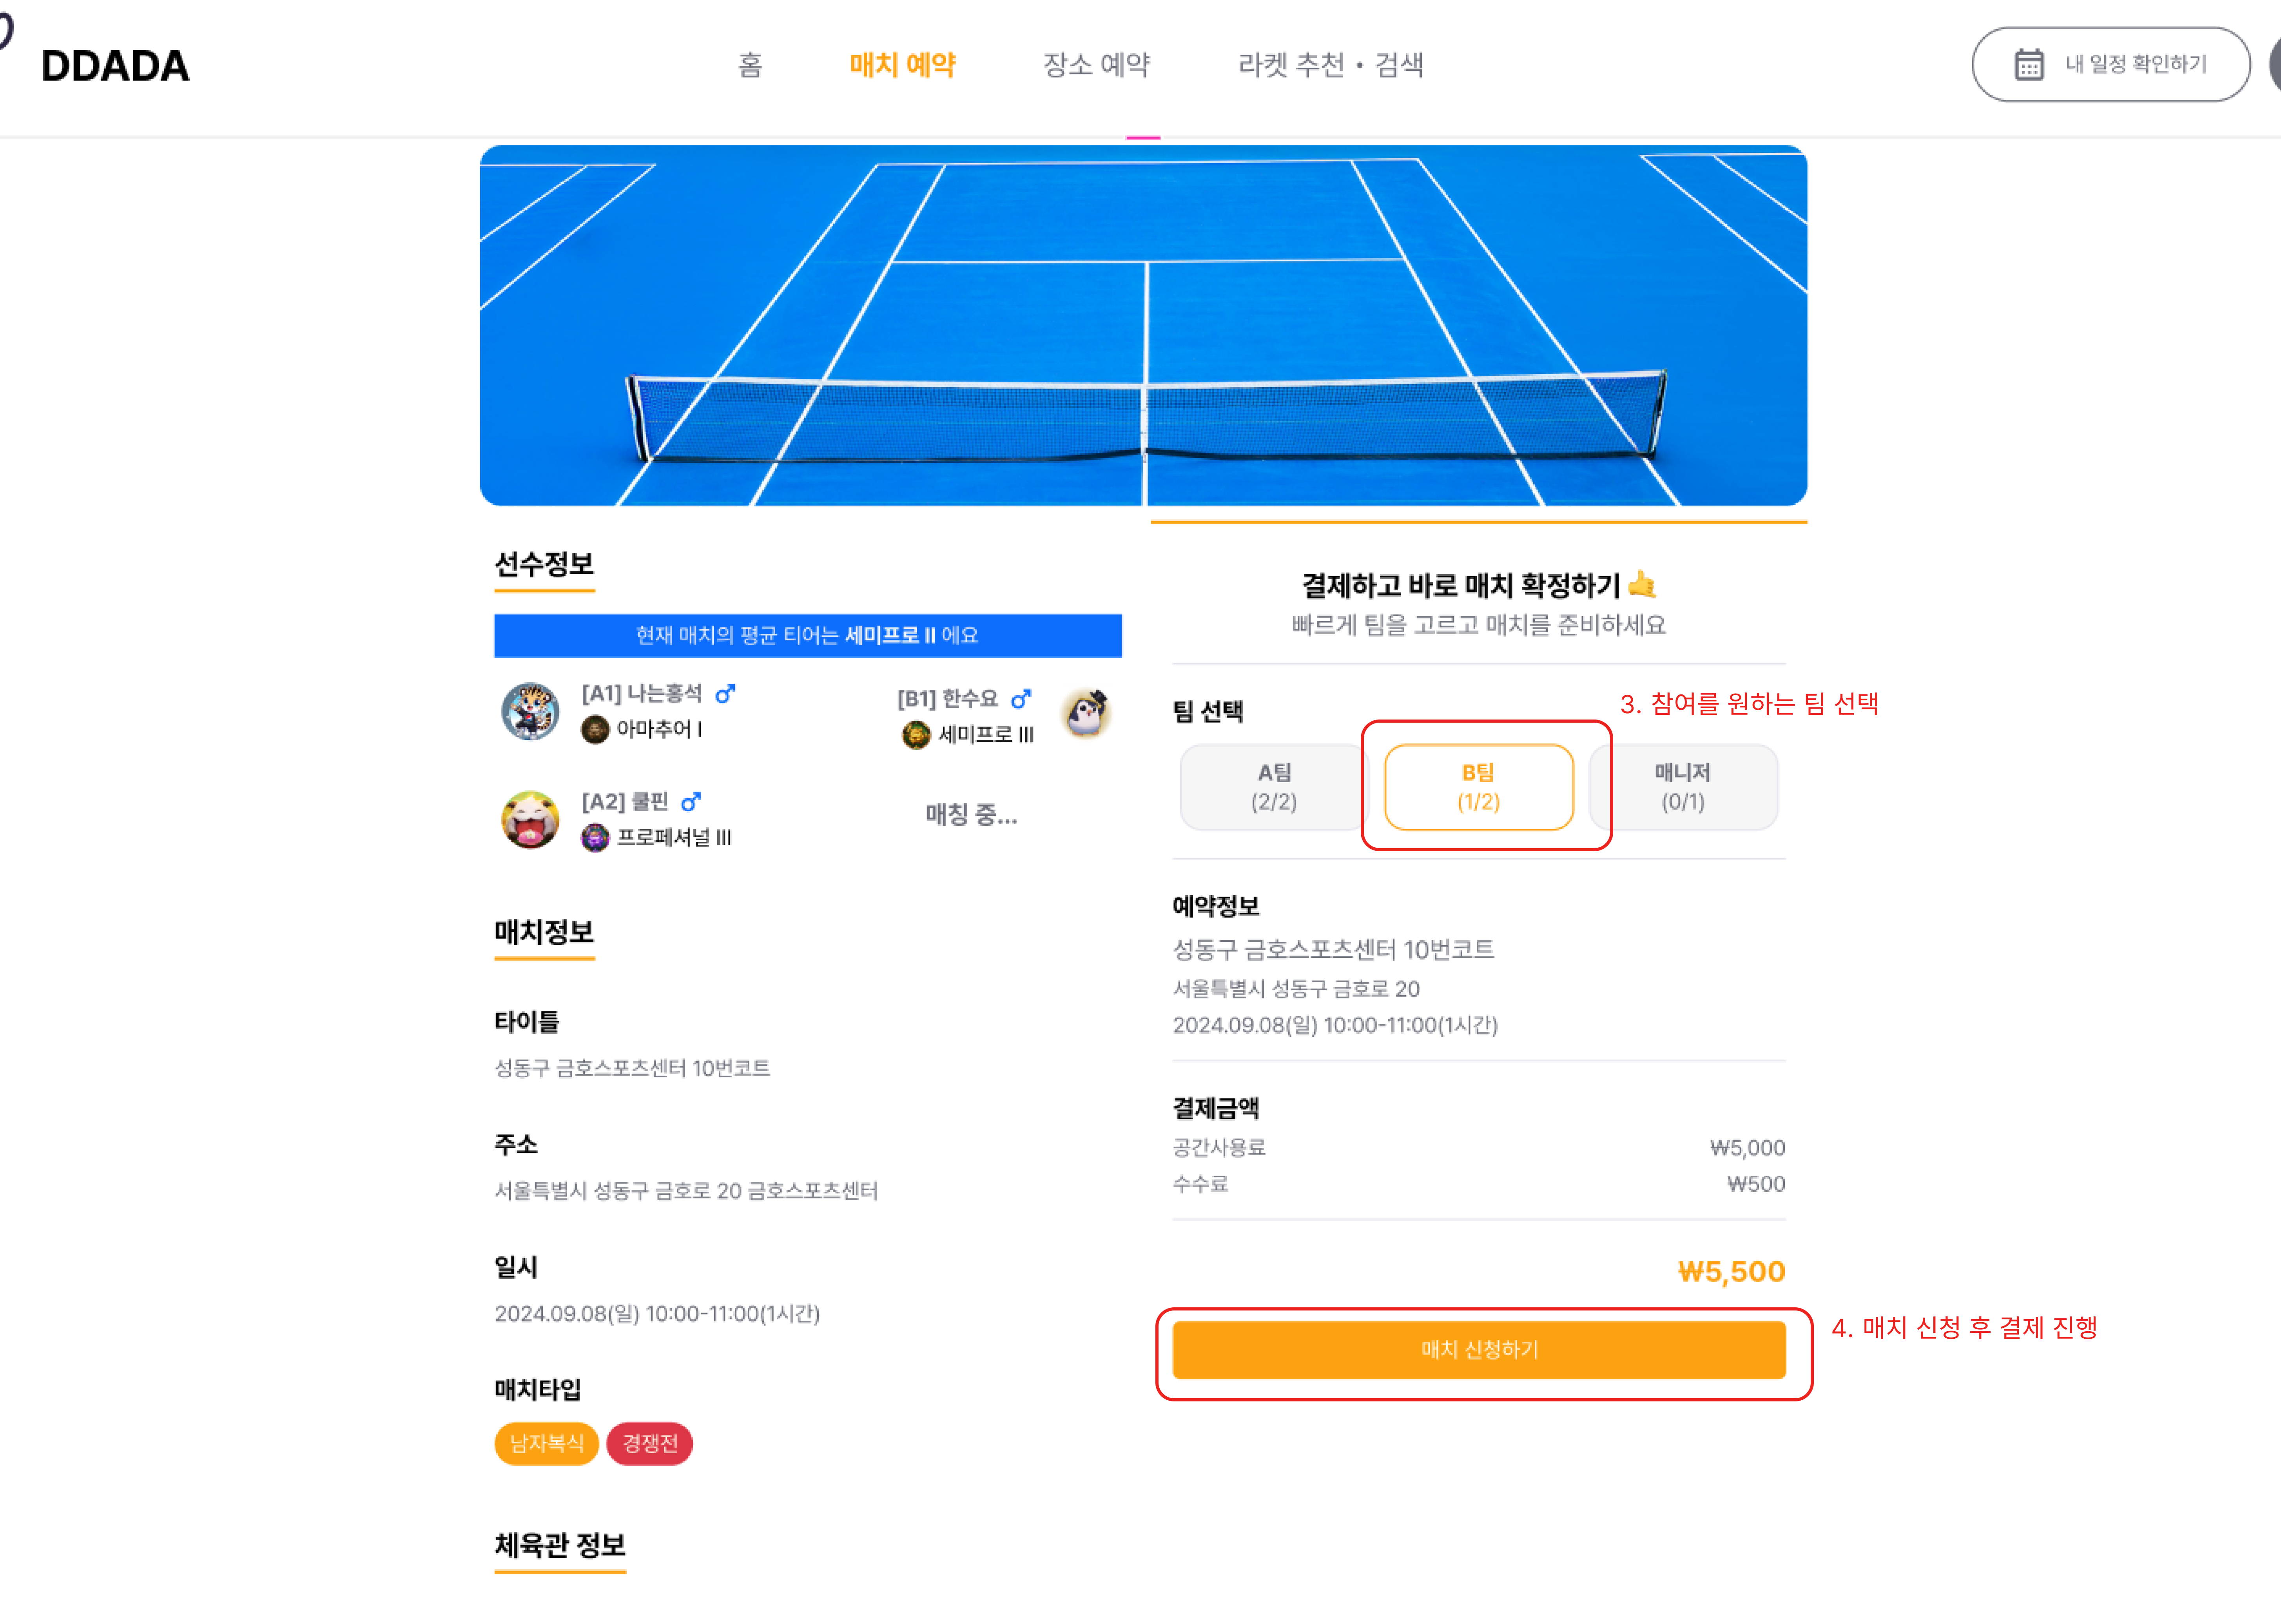 DDADA
홈
매치 예약
장소 예약
라켓 추천 • 검색
내 일정 확인하기
선수정보
현재 매치의 평균 티어는 세미프로 II 에요
[A1] 나는홍석
아마추어 I
[B1] 한수요
세미프로 III
[A2] 쿨핀
프로페셔널 III
매칭 중...
매치정보
타이틀
성동구 금호스포츠센터 10번코트
주소
서울특별시 성동구 금호로 20 금호스포츠센터
일시
2024.09.08(일) 10:00-11:00(1시간)
매치타입
남자복식
경쟁전
체육관 정보
결제하고 바로 매치 확정하기 🤙
빠르게 팀을 고르고 매치를 준비하세요
팀 선택
3. 참여를 원하는 팀 선택
A팀
(2/2)
B팀
(1/2)
매니저
(0/1)
예약정보
성동구 금호스포츠센터 10번코트
서울특별시 성동구 금호로 20
2024.09.08(일) 10:00-11:00(1시간)
결제금액
공간사용료
₩5,000
수수료
₩500
₩5,500
매치 신청하기
4. 매치 신청 후 결제 진행